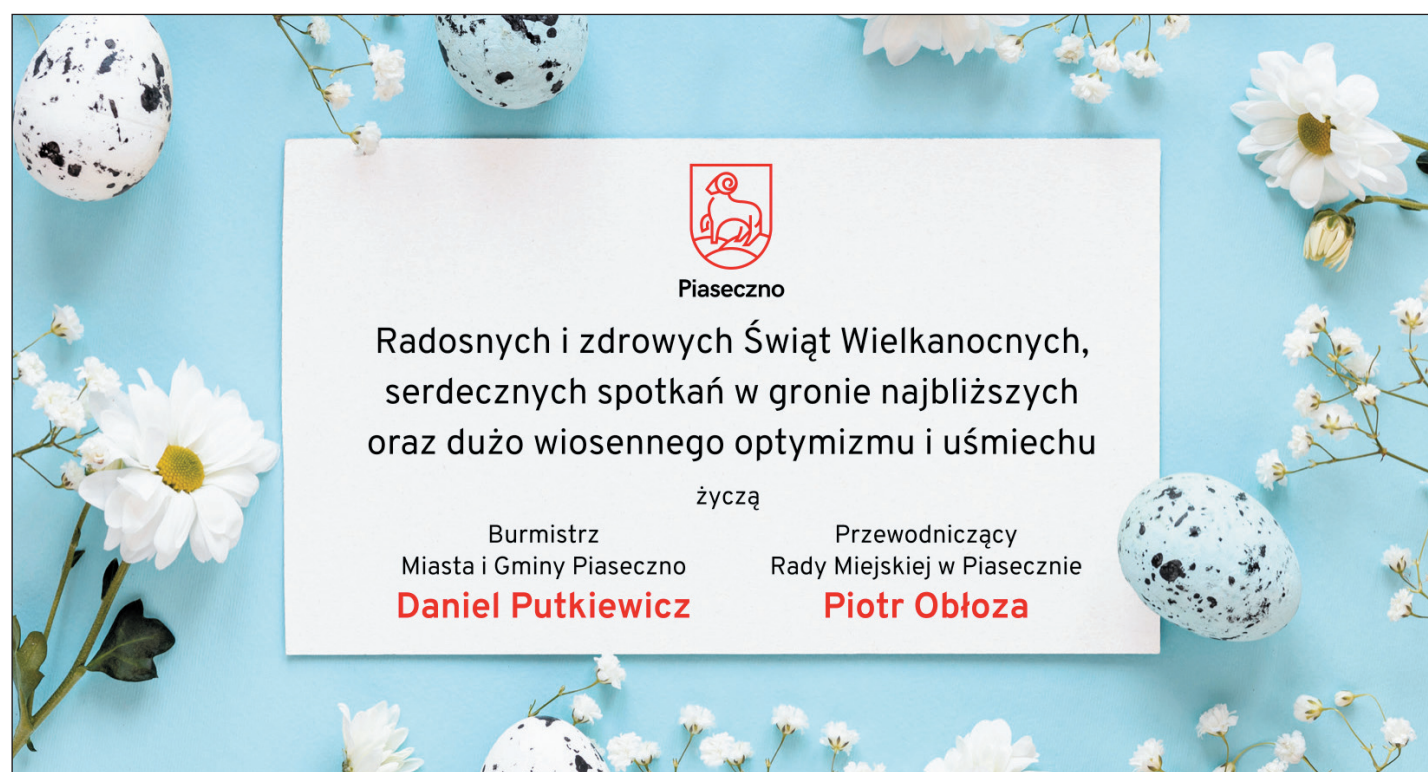 Piaseczno
Radosnych i zdrowych Świąt Wielkanocnych,
serdecznych spotkań w gronie najbliższych
oraz dużo wiosennego optymizmu i uśmiechu
życzą
Burmistrz
Miasta i Gminy Piaseczno
Daniel Putkiewicz
Przewodniczący
Rady Miejskiej w Piasecznie
Piotr Obłoza